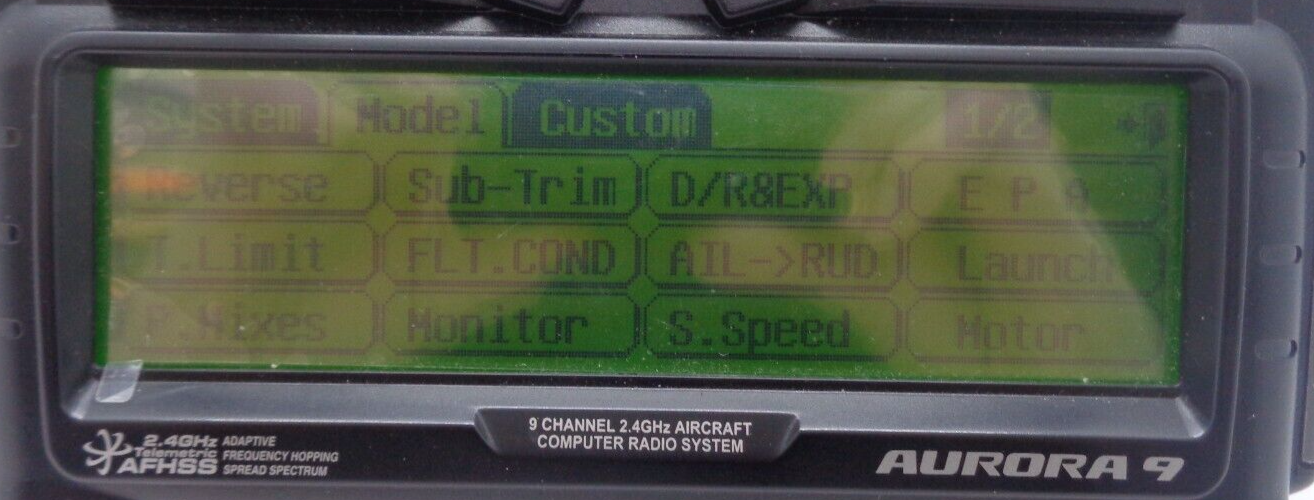 System Model Custom 1/2
Reverse Sub-Trim D/R&EXP E P A
T.Limit FLT.COND AIL->RUD Launch
P.Mixes Monitor S.Speed Motor
9 CHANNEL 2.4GHz AIRCRAFT
COMPUTER RADIO SYSTEM
2.4GHz ADAPTIVE
Telemetric FREQUENCY HOPPING
AFHSS SPREAD SPECTRUM
AURORA 9